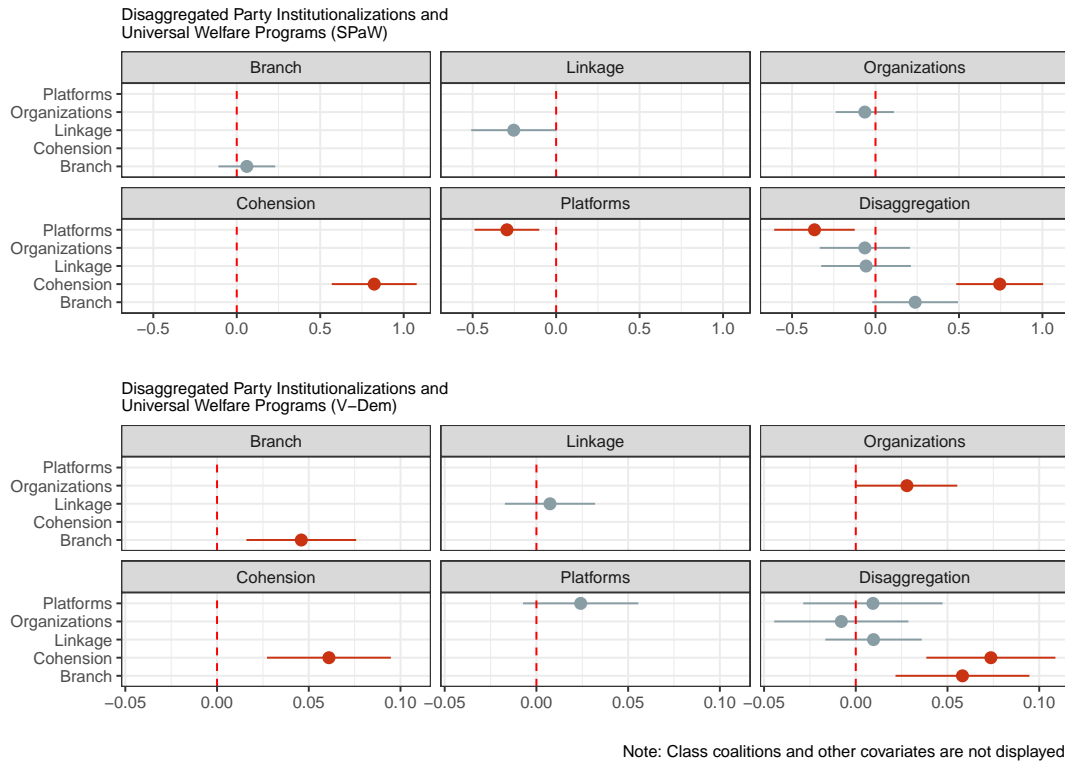 Disaggregated Party Institutionalizations and
Universal Welfare Programs (SPaW)
Branch
Linkage
Organizations
Platforms
Organizations
Linkage
Cohension
Branch
Cohension
Platforms
Disaggregation
Platforms
Organizations
Linkage
Cohension
Branch
−0.5 0.0 0.5 1.0 −0.5 0.0 0.5 1.0 −0.5 0.0 0.5 1.0
Disaggregated Party Institutionalizations and
Universal Welfare Programs (V−Dem)
Branch
Linkage
Organizations
Platforms
Organizations
Linkage
Cohension
Branch
Cohension
Platforms
Disaggregation
Platforms
Organizations
Linkage
Cohension
Branch
−0.05 0.00 0.05 0.10 −0.05 0.00 0.05 0.10 −0.05 0.00 0.05 0.10
Note: Class coalitions and other covariates are not displayed